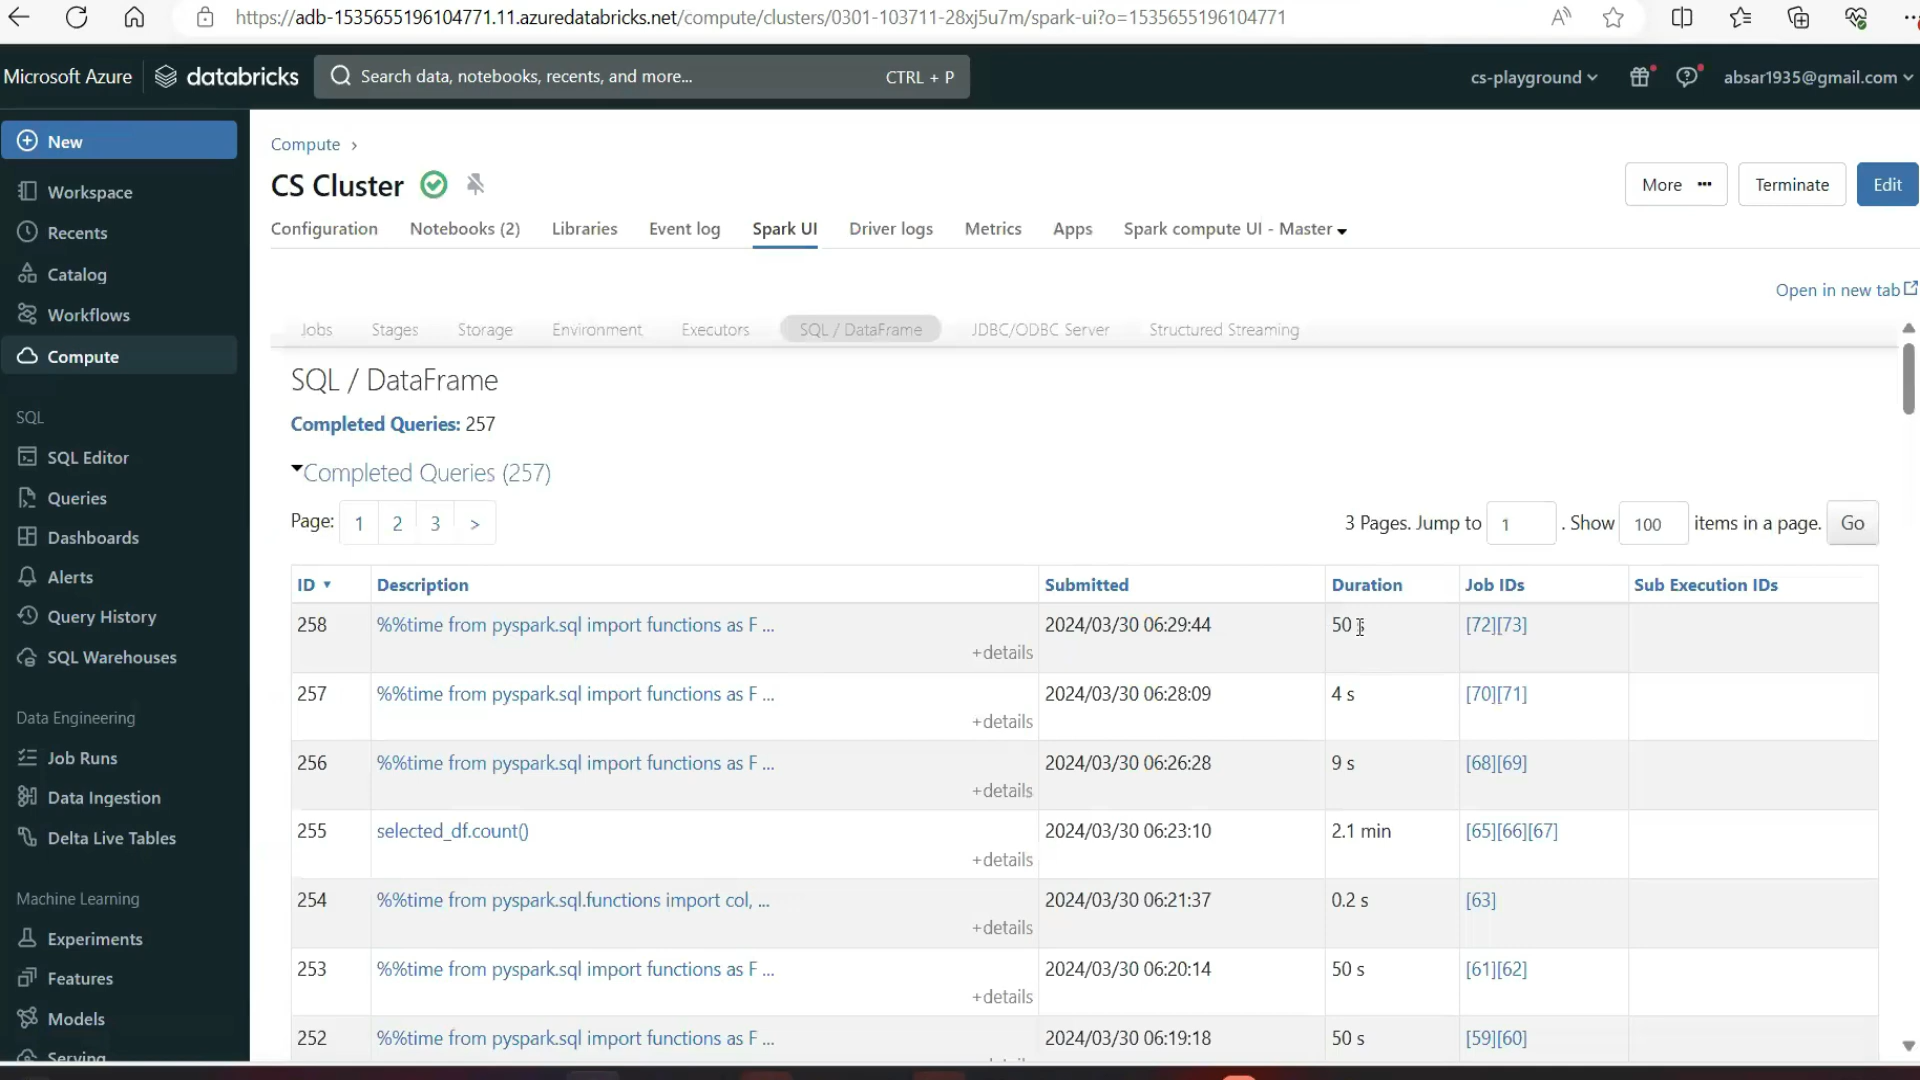 https://adb-1535655196104771.11.azuredatabricks.net/compute/clusters/0301-103711-28xj5u7m/spark-ui?o=1535655196104771
Microsoft Azure databricks Search data, notebooks, recents, and more... CTRL + P cs-playground absar1935@gmail.com
New
Workspace
Recents
Catalog
Workflows
Compute
SQL
SQL Editor
Queries
Dashboards
Alerts
Query History
SQL Warehouses
Data Engineering
Job Runs
Data Ingestion
Delta Live Tables
Machine Learning
Experiments
Features
Models
Serving
Compute ›
CS Cluster
More ··· Terminate Edit
Configuration Notebooks (2) Libraries Event log Spark UI Driver logs Metrics Apps Spark compute UI - Master
Open in new tab
Jobs Stages Storage Environment Executors SQL / DataFrame JDBC/ODBC Server Structured Streaming
SQL / DataFrame
Completed Queries: 257
Completed Queries (257)
Page: 1 2 3 > 3 Pages. Jump to 1 . Show 100 items in a page. Go
ID Description Submitted Duration Job IDs Sub Execution IDs
258 %%time from pyspark.sql import functions as F ... 2024/03/30 06:29:44 50 s [72][73]
+details
257 %%time from pyspark.sql import functions as F ... 2024/03/30 06:28:09 4 s [70][71]
+details
256 %%time from pyspark.sql import functions as F ... 2024/03/30 06:26:28 9 s [68][69]
+details
255 selected_df.count() 2024/03/30 06:23:10 2.1 min [65][66][67]
+details
254 %%time from pyspark.sql.functions import col, ... 2024/03/30 06:21:37 0.2 s [63]
+details
253 %%time from pyspark.sql import functions as F ... 2024/03/30 06:20:14 50 s [61][62]
+details
252 %%time from pyspark.sql import functions as F ... 2024/03/30 06:19:18 50 s [59][60]